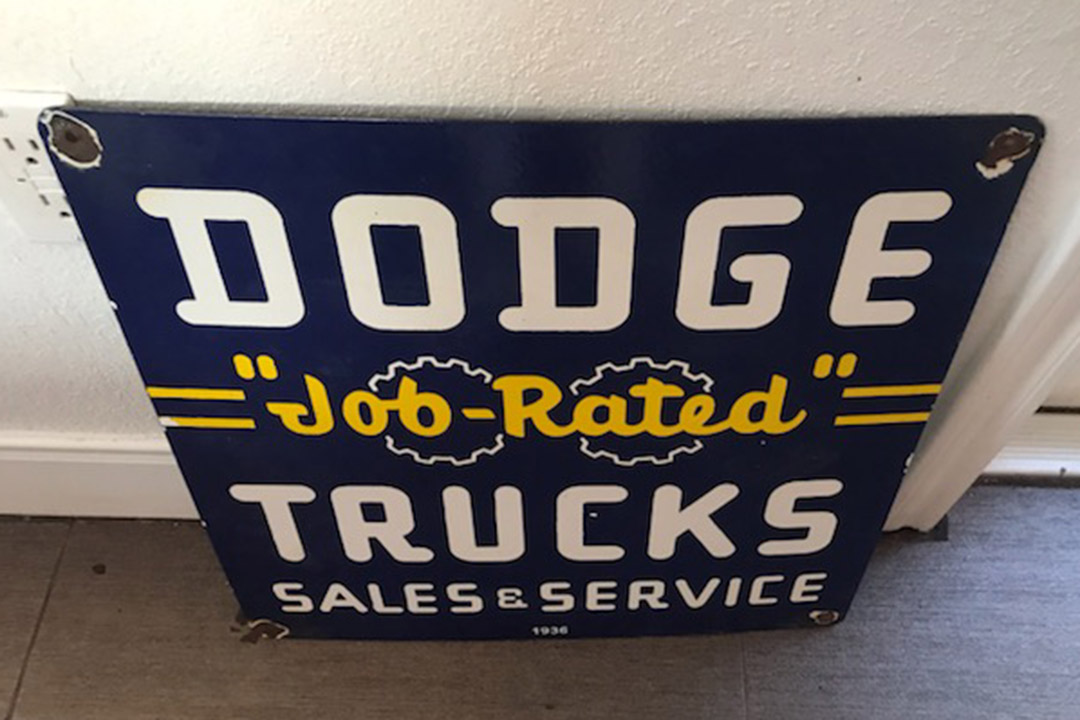 DODGE
"Job-Rated"
TRUCKS
SALES & SERVICE
1936